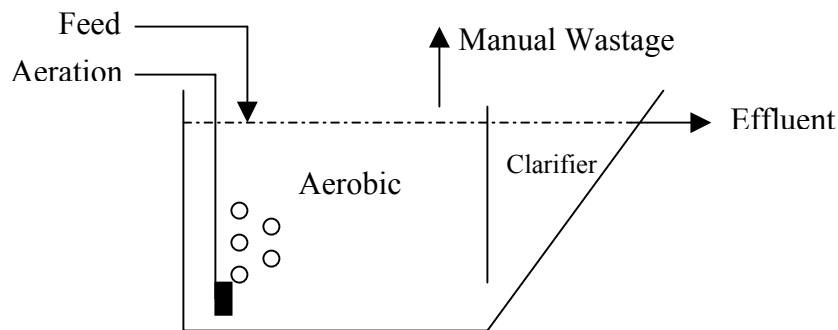 Feed
Manual Wastage
Aeration
Effluent
Clarifier
Aerobic